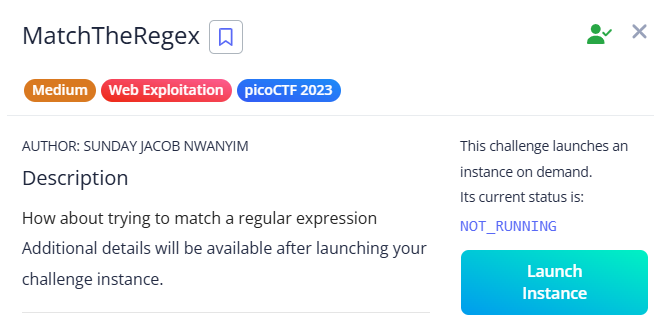 MatchTheRegex
Medium
Web Exploitation
picoCTF 2023
AUTHOR: SUNDAY JACOB NWANYIM
Description
How about trying to match a regular expression
Additional details will be available after launching your
challenge instance.
This challenge launches an
instance on demand.
Its current status is:
NOT_RUNNING
Launch
Instance